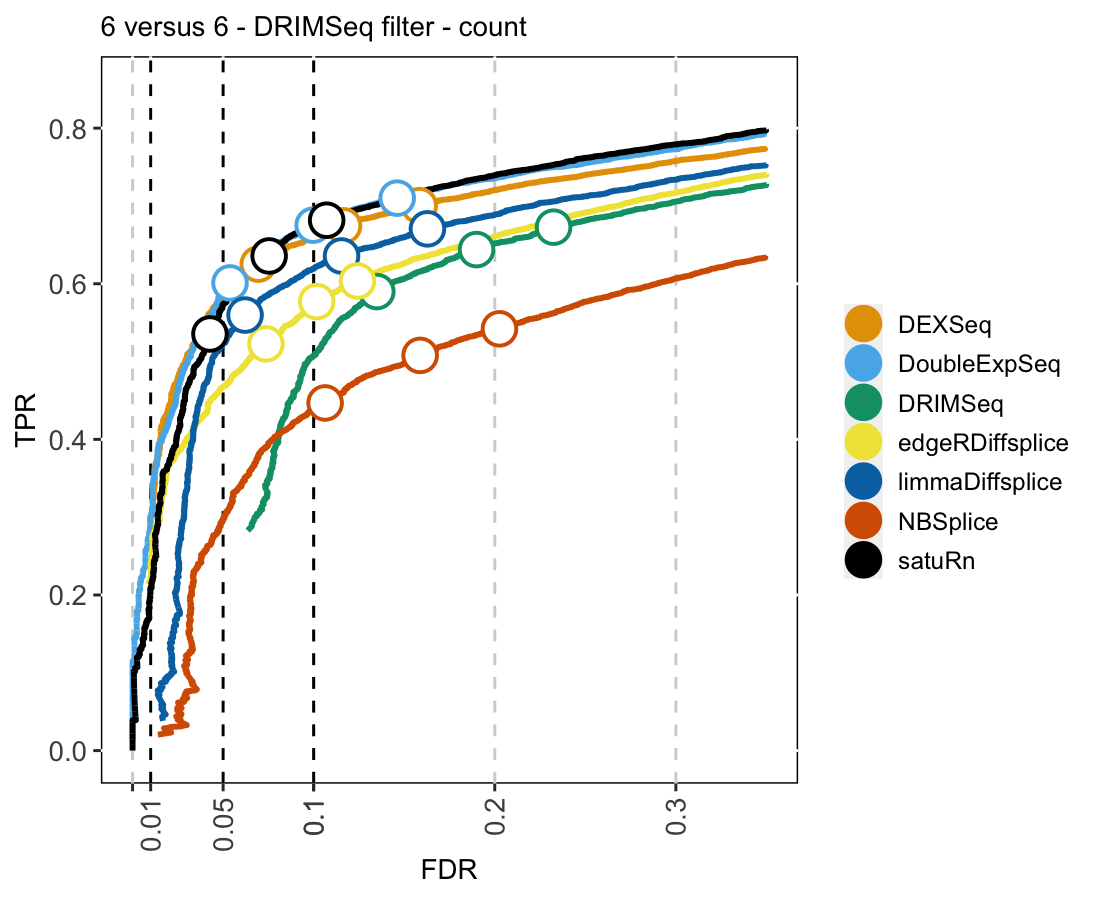 6 versus 6 - DRIMSeq filter - count
TPR
0.8
0.6
0.4
0.2
0.0
0.01
0.05
0.1
0.2
0.3
FDR
DEXSeq
DoubleExpSeq
DRIMSeq
edgeRDiffsplice
limmaDiffsplice
NBSplice
satuRn